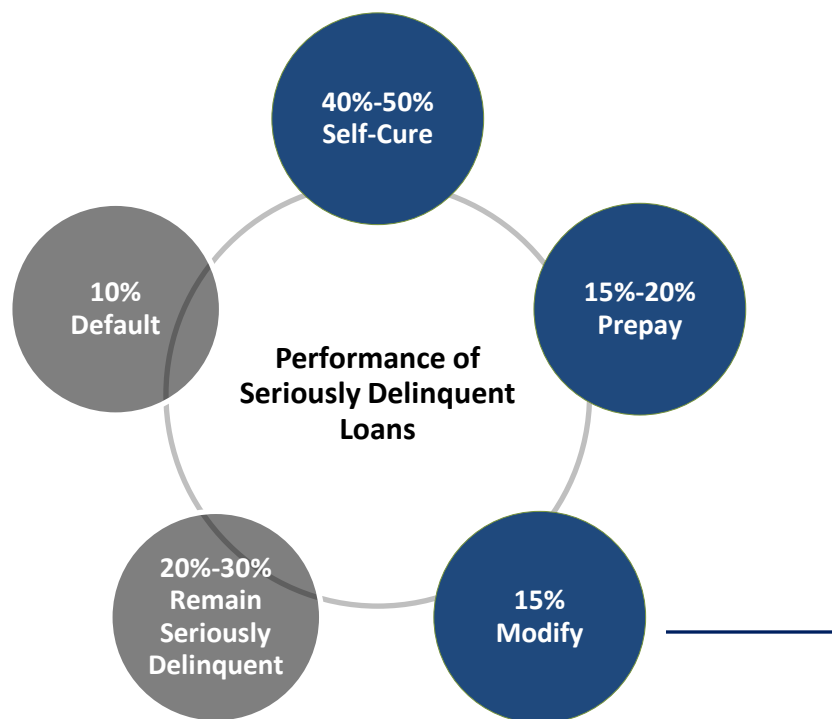 40%-50%
Self-Cure
15%-20%
Prepay
15%
Modify
20%-30%
Remain
Seriously
Delinquent
10%
Default
Performance of
Seriously Delinquent
Loans